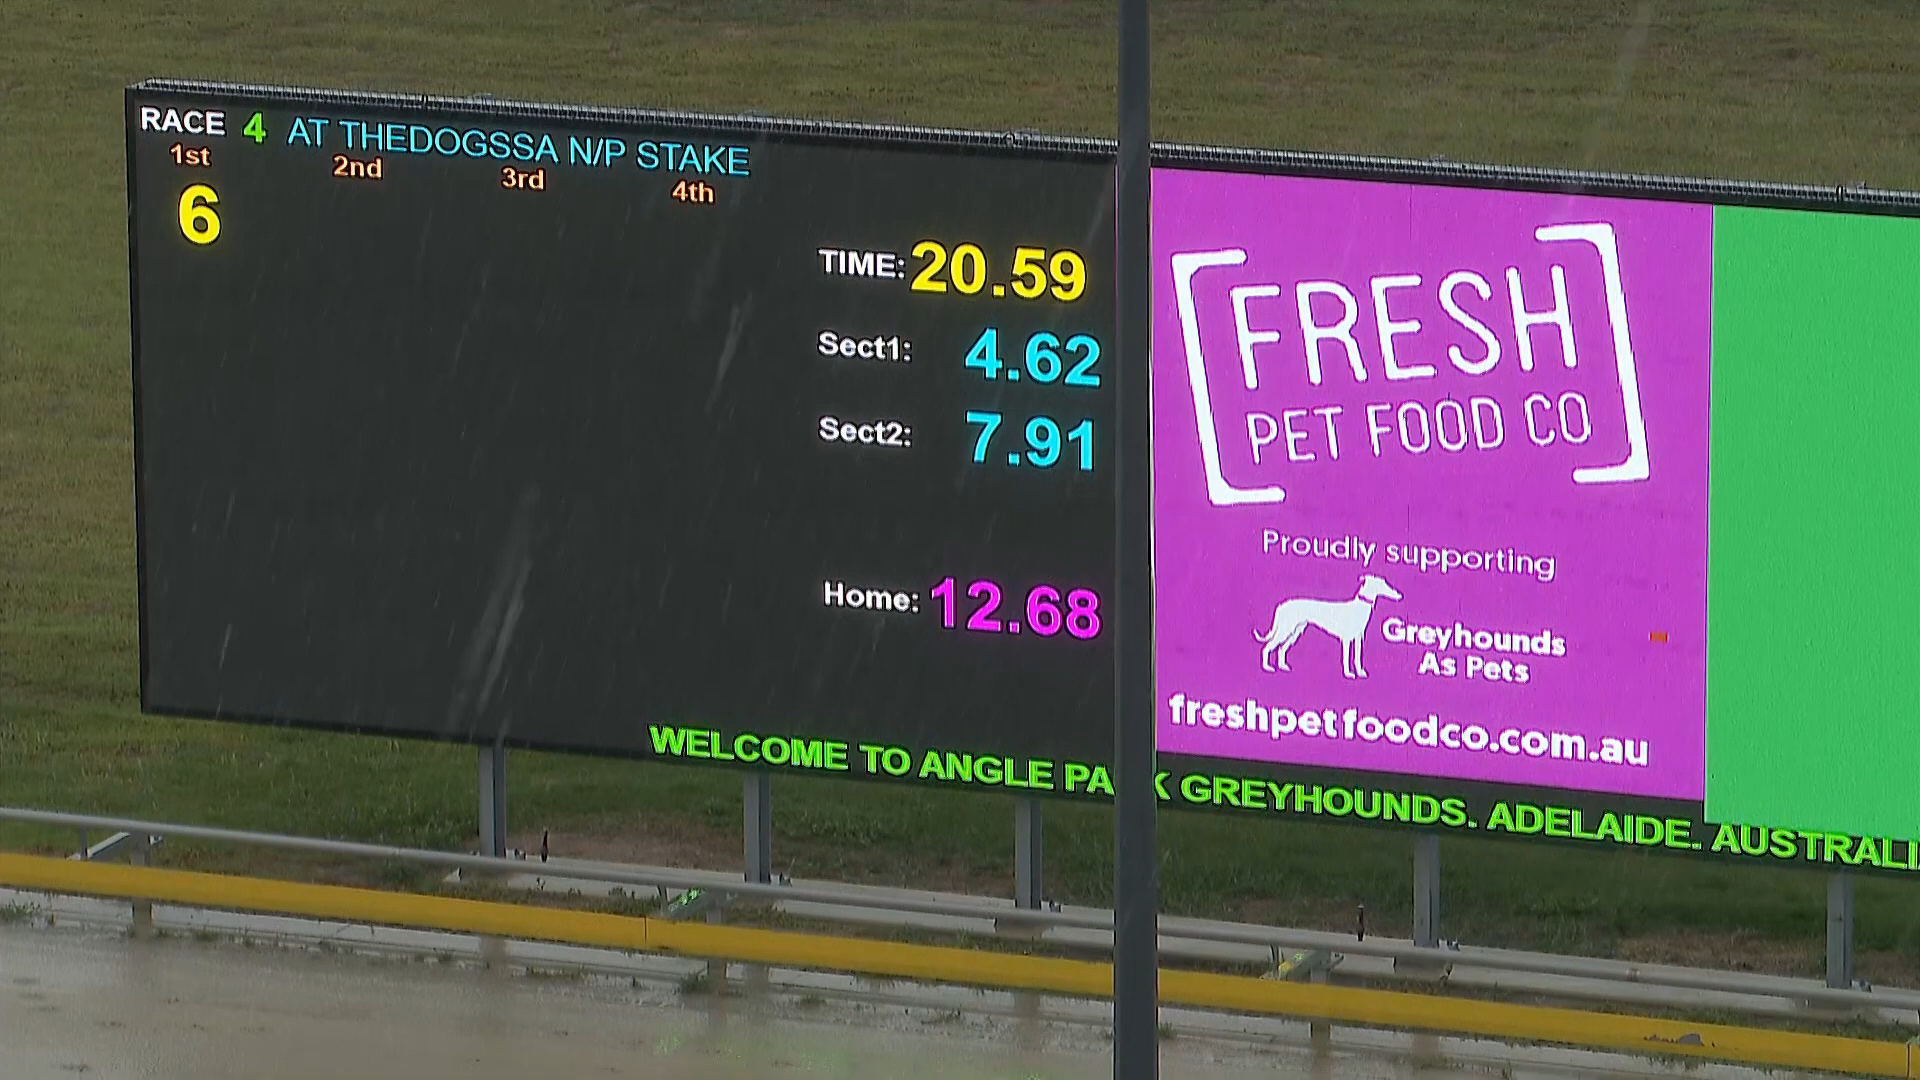 RACE 4 AT THEDOGSSA N/P STAKE
1st 2nd 3rd 4th
6
TIME: 20.59
Sect1: 4.62
Sect2: 7.91
Home: 12.68
FRESH
PET FOOD CO
Proudly supporting
Greyhounds
As Pets
freshpetfoodco.com.au
WELCOME TO ANGLE PA K GREYHOUNDS. ADELAIDE. AUSTRALI